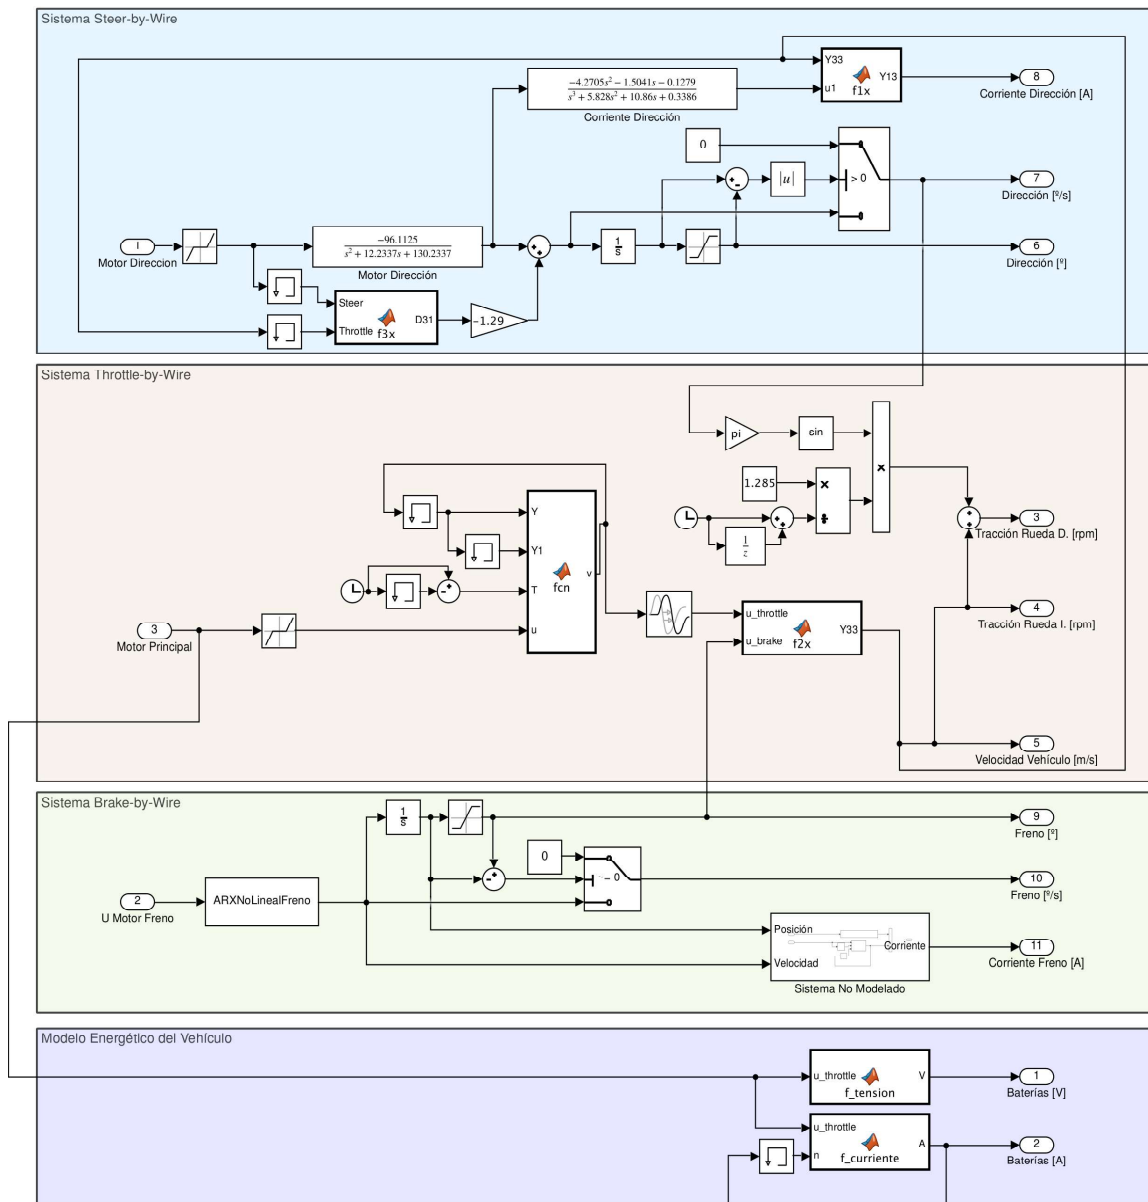 Sistema Steer-by-Wire
Y33
u1
Y13
f1x
8
Corriente Dirección [A]
-4.2705s² - 1.5041s - 0.1279
s³ + 5.828s² + 10.86s + 0.3386
Corriente Dirección
0
|u|
> 0
7
Dirección [º/s]
1
Motor Direccion
-96.1125
s² + 12.2337s + 130.2337
Motor Dirección
1
s
6
Dirección [º]
Steer
Throttle
D31
f3x
-1.29
Sistema Throttle-by-Wire
pi
sin
×
1.285
×
÷
1
z
3
Tracción Rueda D. [rpm]
Y
Y1
T
u
v
fcn
3
Motor Principal
u_throttle
u_brake
Y33
f2x
4
Tracción Rueda I. [rpm]
5
Velocidad Vehículo [m/s]
Sistema Brake-by-Wire
1
s
9
Freno [º]
0
10
Freno [º/s]
2
U Motor Freno
ARXNoLinealFreno
Posición
Velocidad
Corriente
Sistema No Modelado
11
Corriente Freno [A]
Modelo Energético del Vehículo
u_throttle
V
f_tension
1
Baterías [V]
u_throttle
n
A
f_curriente
2
Baterías [A]